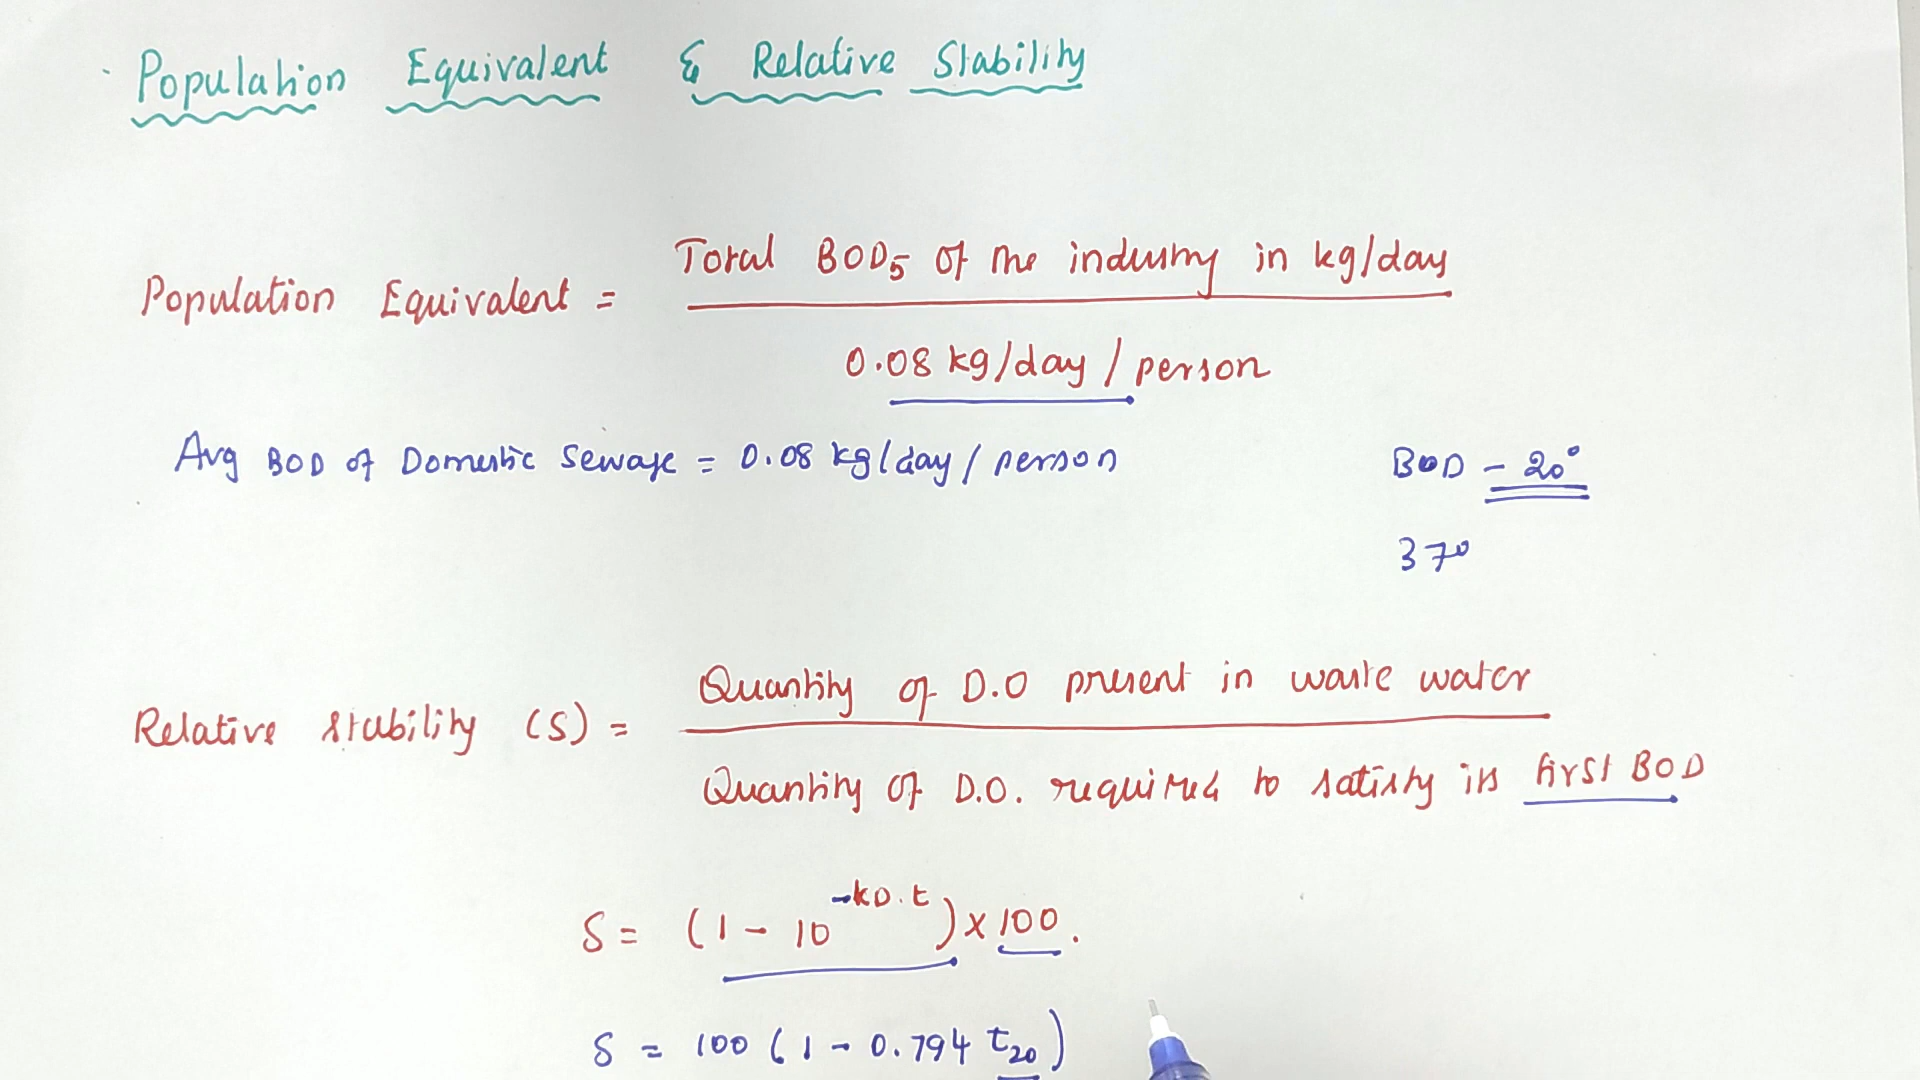 Population Equivalent & Relative Stability
Population Equivalent = Total BOD₅ of the industry in kg/day
0.08 kg/day / person
Avg BOD of Domestic Sewage = 0.08 kg/day / person
BOD - 20°
37°
Relative stability (S) = Quantity of D.O present in waste water
Quantity of D.O. required to satisfy its first BOD
S = (1 - 10^-KD.t) x 100.
S = 100 (1 - 0.794 t₂₀)